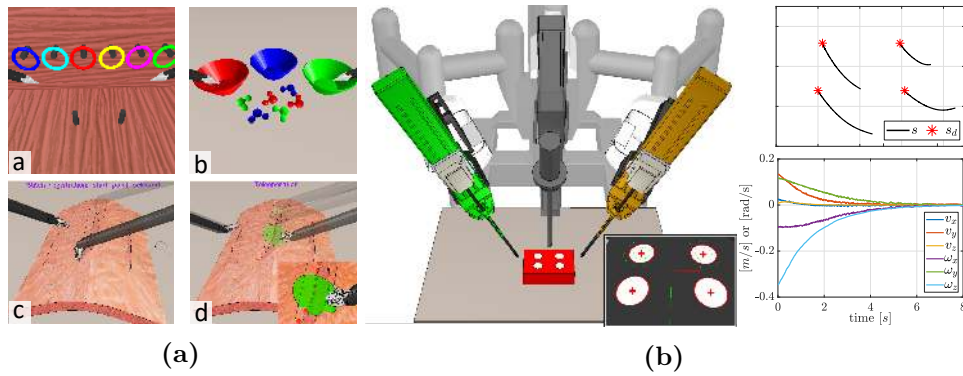 a
b
c
d
s
s_d
0.2
0
-0.2
-0.4
[m/s] or [rad/s]
v_x
v_y
v_z
ω_x
ω_y
ω_z
0 2 4 6 8
time [s]
(a)
(b)